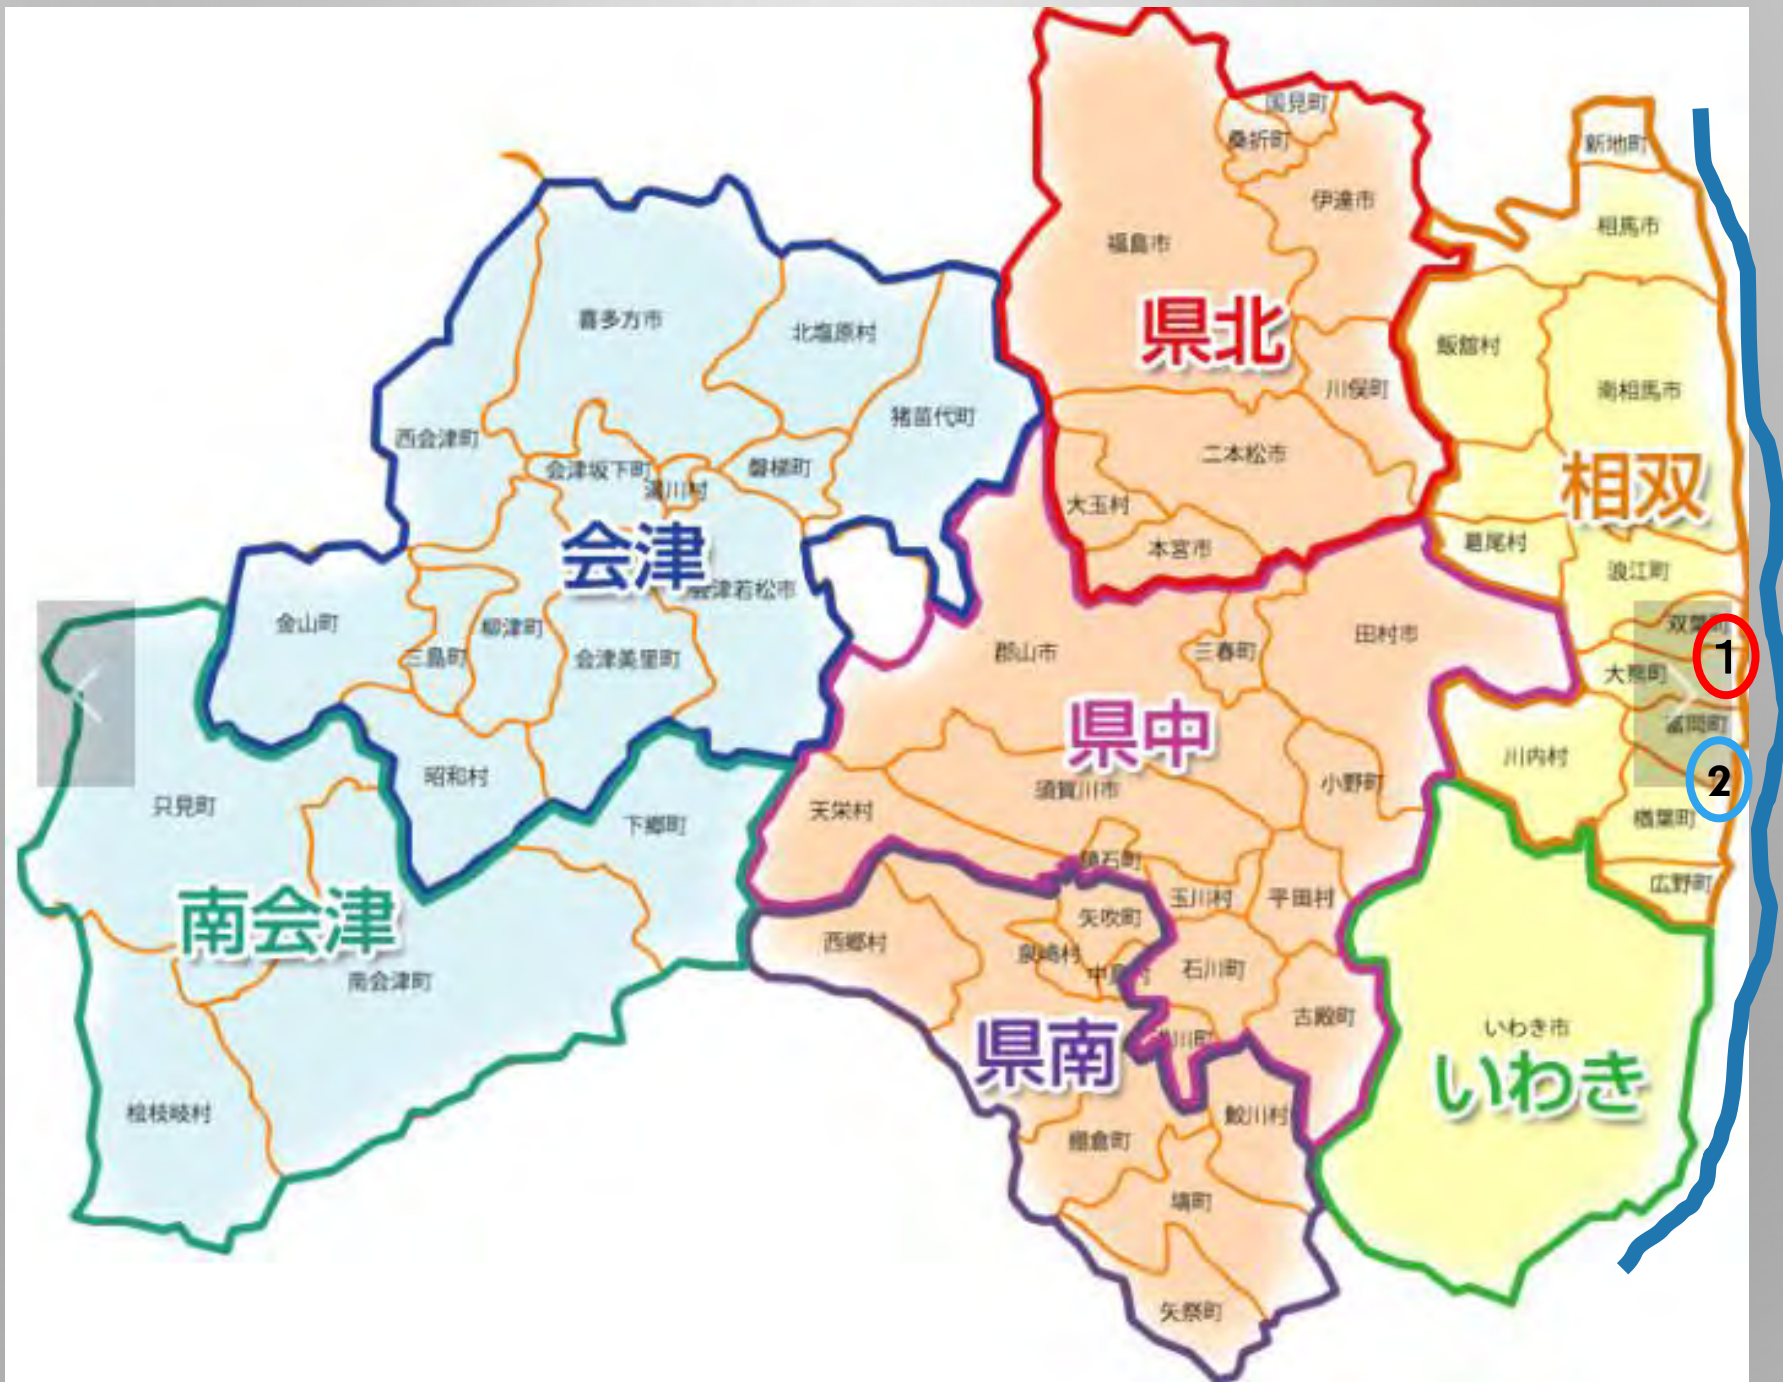 国見町
桑折町
新地町
伊達市
相馬市
福島市
喜多方市
北塩原村
県北
飯舘村
川俣町
南相馬市
猪苗代町
西会津町
二本松市
会津坂下町
磐梯町
湯川村
相双
大玉村
本宮市
葛尾村
会津
浪江町
会津若松市
金山町
柳津町
双葉町
田村市
三島町
会津美里町
郡山市
三春町
1
大熊町
富岡町
県中
川内村
昭和村
小野町
2
須賀川市
只見町
天栄村
下郷町
楢葉町
鏡石町
広野町
玉川村
平田村
南会津
矢吹町
西郷村
泉崎村
中島村
石川町
南会津町
古殿町
いわき市
県南
浅川町
いわき
檜枝岐村
鮫川村
棚倉町
塙町
矢祭町